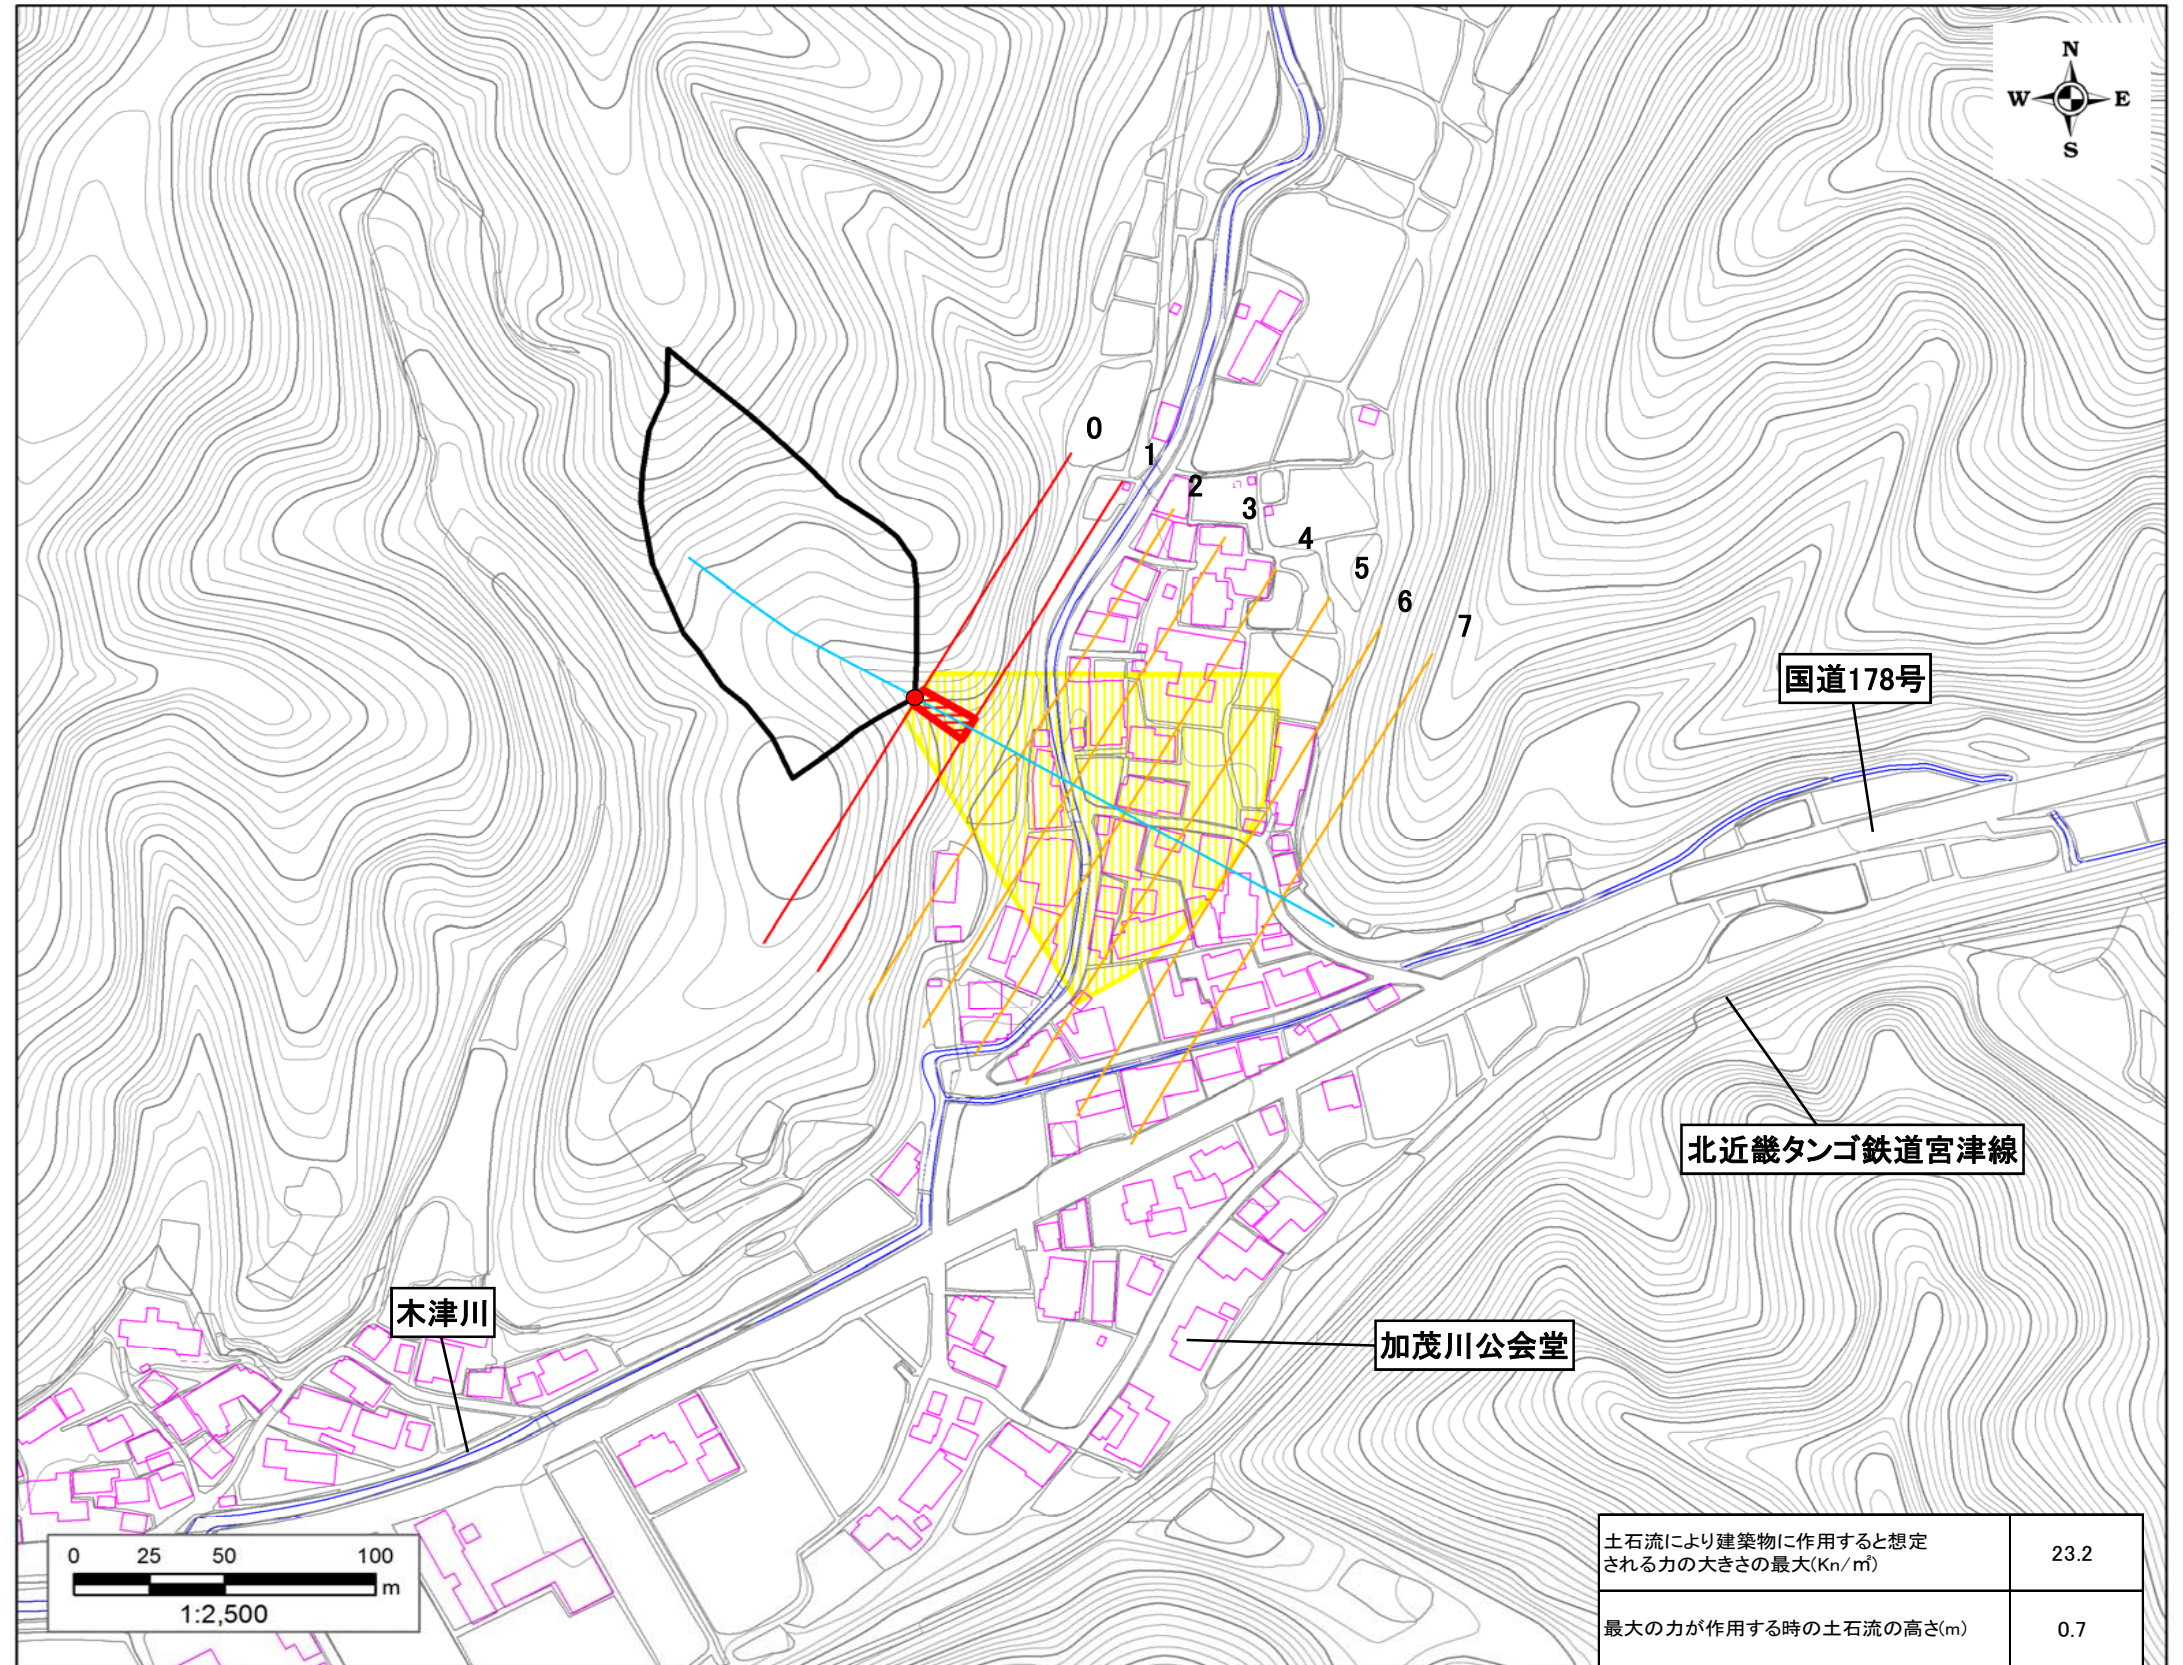 N
W E
S
0
1
2
3
4
5
6
7
国道178号
北近畿タンゴ鉄道宮津線
木津川
加茂川公会堂
0 25 50 100
m
1:2,500
土石流により建築物に作用すると想定
される力の大きさの最大(Kn/㎡)
23.2
最大の力が作用する時の土石流の高さ(m)
0.7